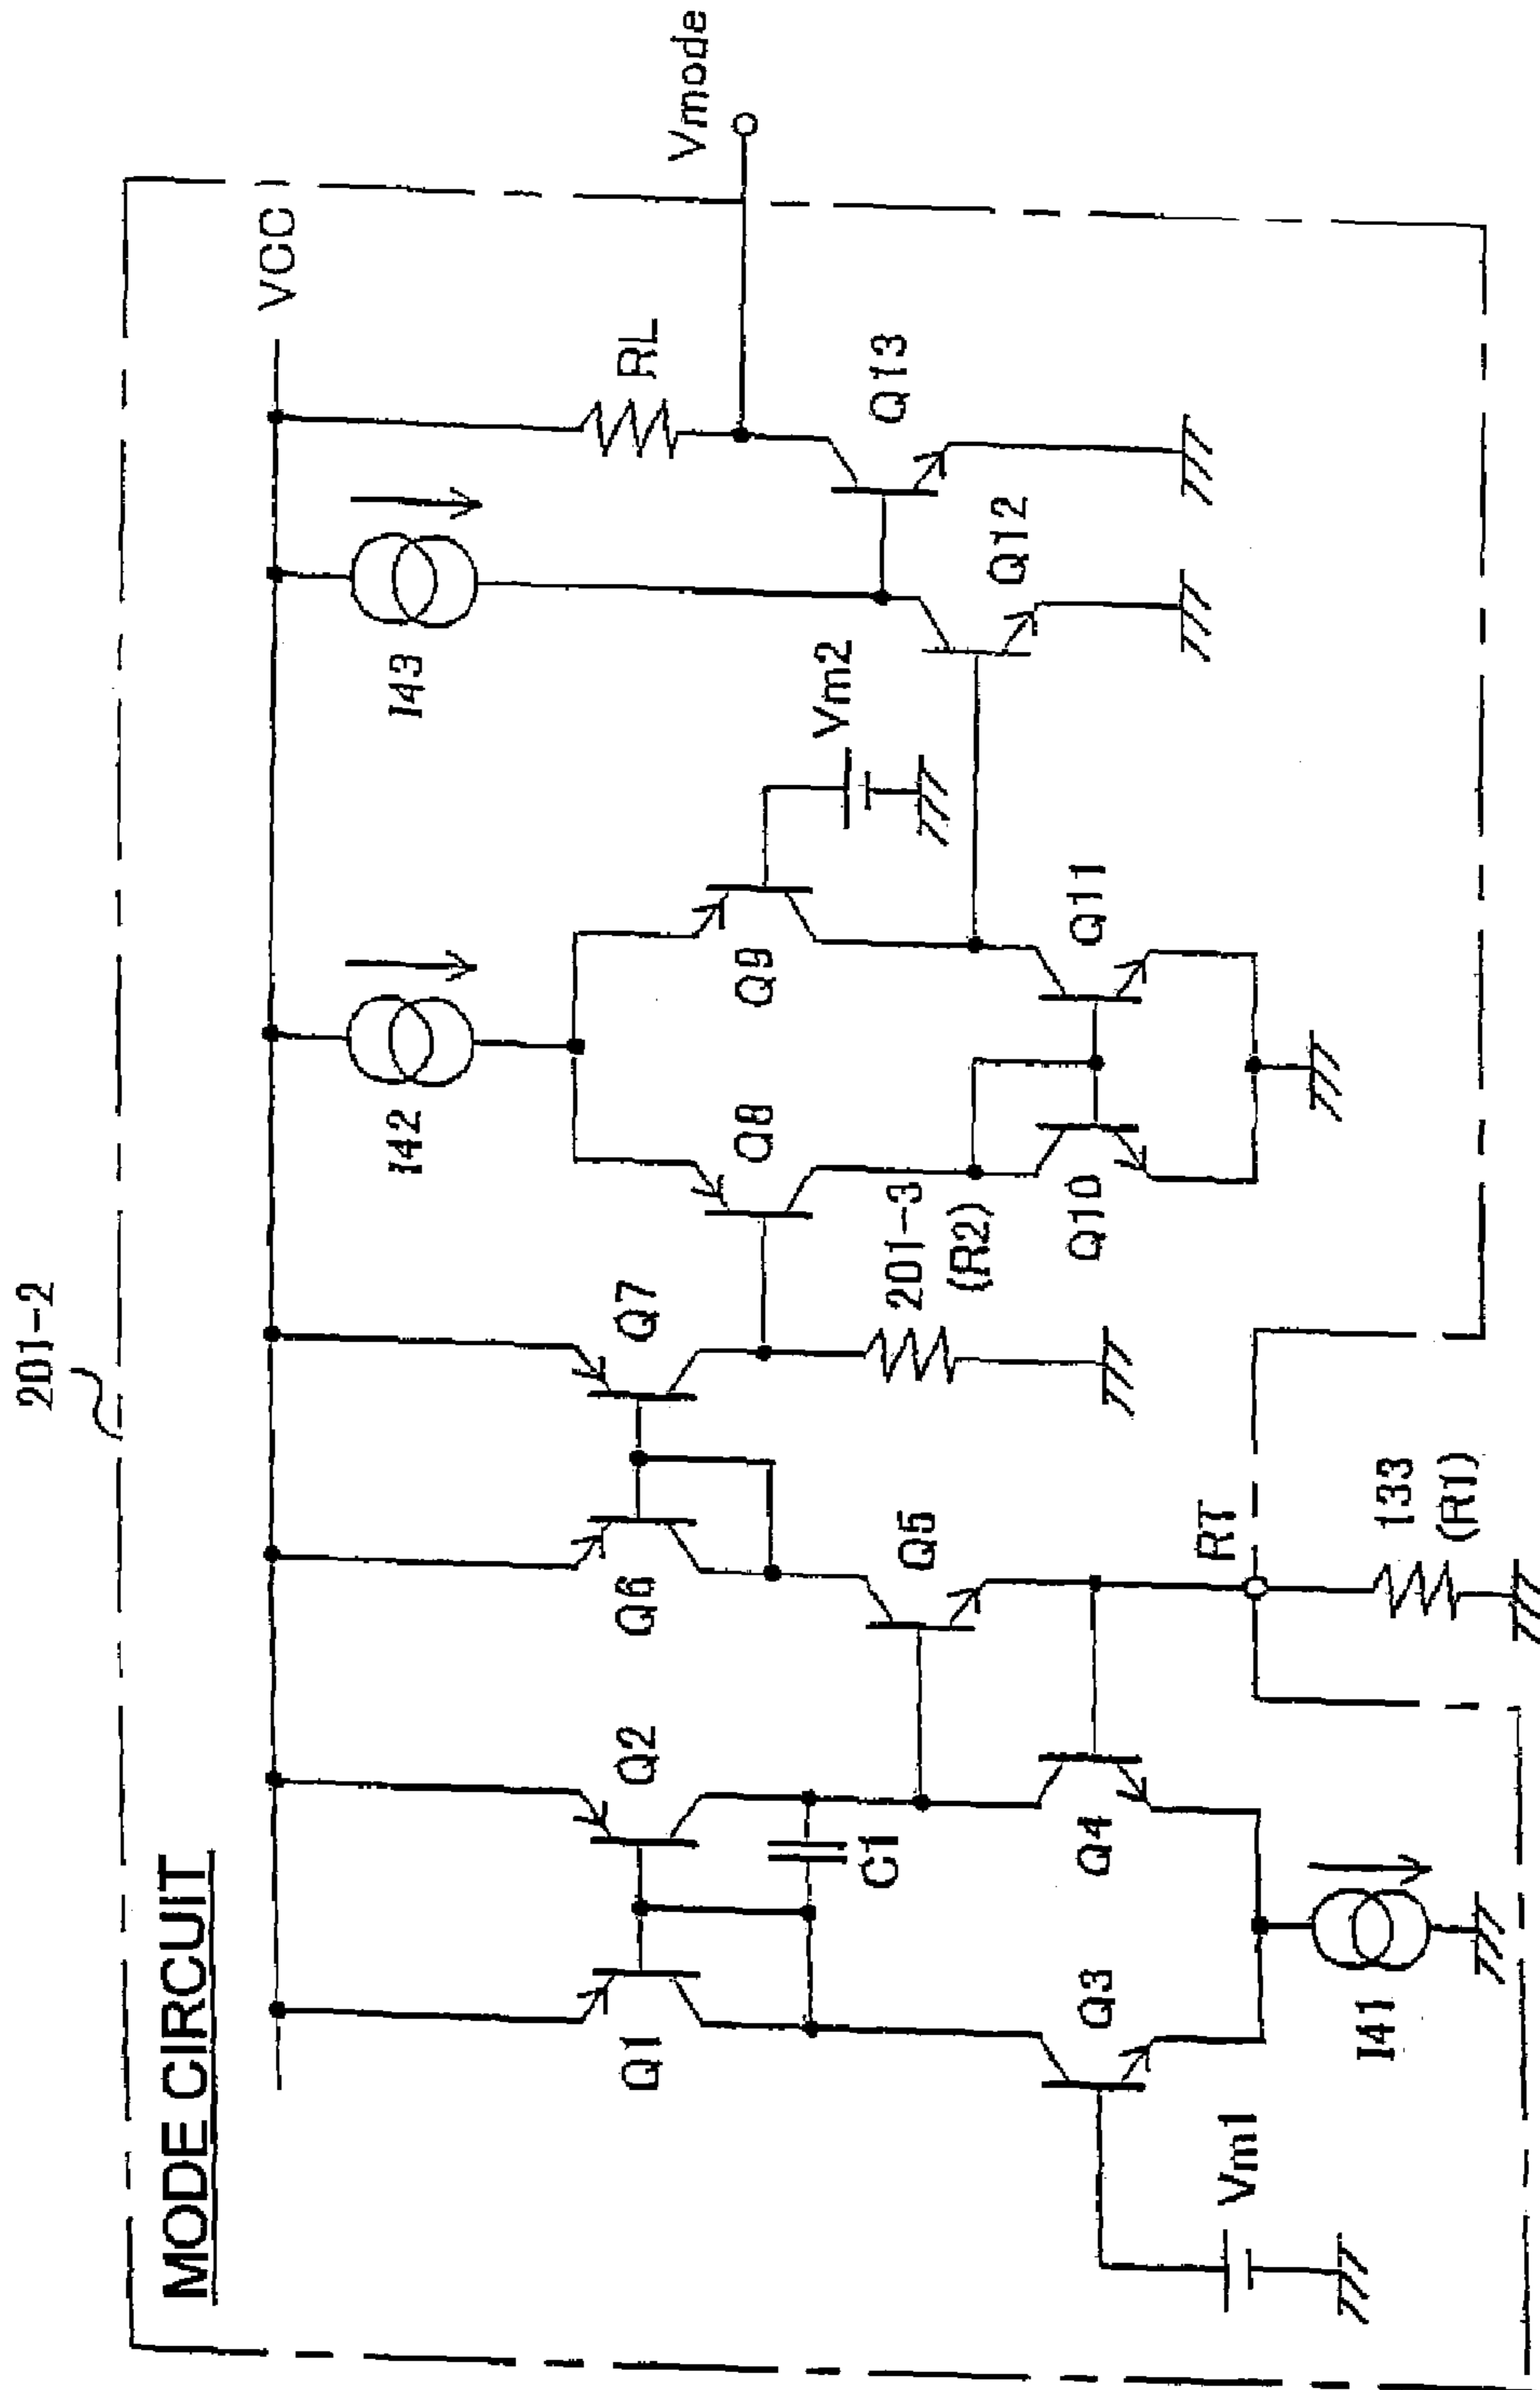 201-2
MODE CIRCUIT
VCC
Vmode
I42
I43
RL
Q1
Q2
Q6
Q7
Q8
Q9
Vm2
Q13
C1
Q5
201-3
(R2)
Q12
Q3
Q4
Q10
Q11
Vm1
I41
RT
133
(R1)